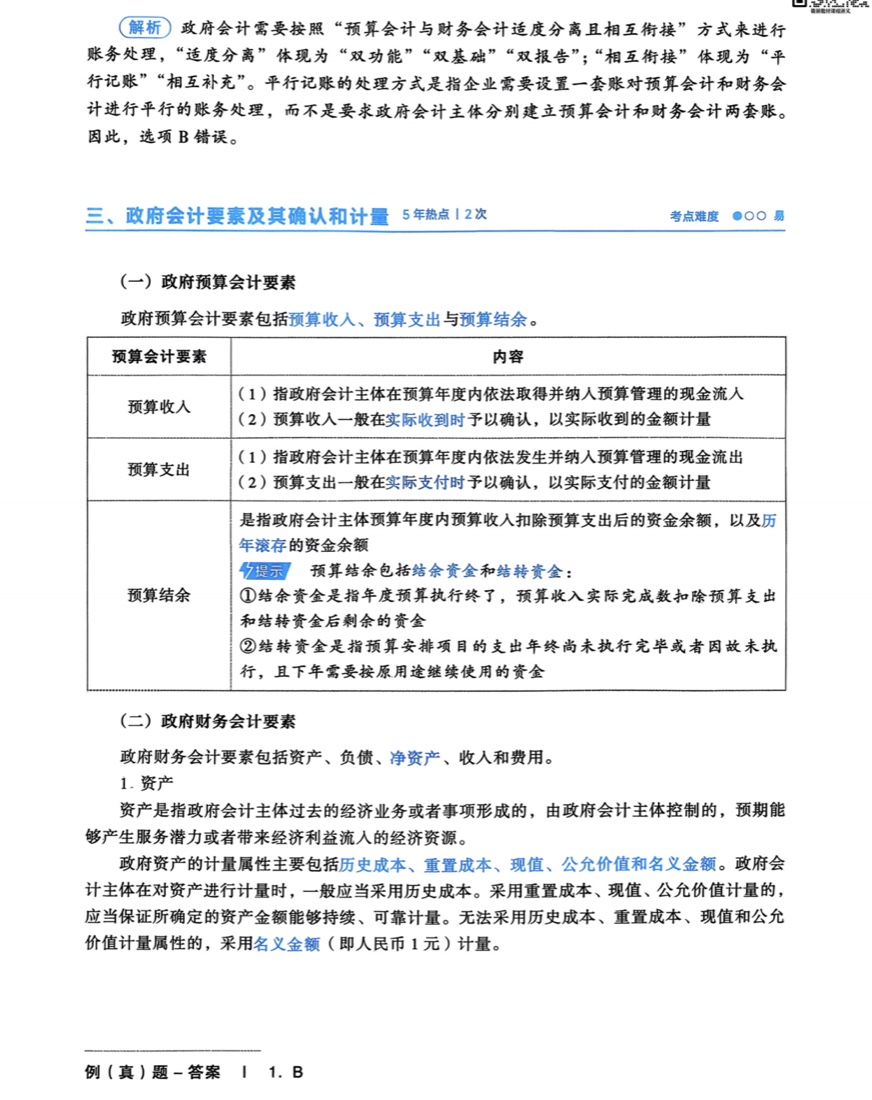 解析 政府会计需要按照“预算会计与财务会计适度分离且相互衔接”方式来进行
账务处理，“适度分离”体现为“双功能”“双基础”“双报告”；“相互衔接”体现为“平
行记账”“相互补充”。平行记账的处理方式是指企业需要设置一套账对预算会计和财务会
计进行平行的账务处理，而不是要求政府会计主体分别建立预算会计和财务会计两套账。
因此，选项 B 错误。
三、政府会计要素及其确认和计量 5年热点 | 2次 考点难度 ●○○ 易
（一）政府预算会计要素
政府预算会计要素包括预算收入、预算支出与预算结余。
预算会计要素 内容
预算收入
（1）指政府会计主体在预算年度内依法取得并纳入预算管理的现金流入
（2）预算收入一般在实际收到时予以确认，以实际收到的金额计量
预算支出
（1）指政府会计主体在预算年度内依法发生并纳入预算管理的现金流出
（2）预算支出一般在实际支付时予以确认，以实际支付的金额计量
预算结余
是指政府会计主体预算年度内预算收入扣除预算支出后的资金余额，以及历
年滚存的资金余额
提示 预算结余包括结余资金和结转资金：
①结余资金是指年度预算执行终了，预算收入实际完成数扣除预算支出
和结转资金后剩余的资金
②结转资金是指预算安排项目的支出年终尚未执行完毕或者因故未执
行，且下年需要按原用途继续使用的资金
（二）政府财务会计要素
政府财务会计要素包括资产、负债、净资产、收入和费用。
1. 资产
资产是指政府会计主体过去的经济业务或者事项形成的，由政府会计主体控制的，预期能
够产生服务潜力或者带来经济利益流入的经济资源。
政府资产的计量属性主要包括历史成本、重置成本、现值、公允价值和名义金额。政府会
计主体在对资产进行计量时，一般应当采用历史成本。采用重置成本、现值、公允价值计量的，
应当保证所确定的资产金额能够持续、可靠计量。无法采用历史成本、重置成本、现值和公允
价值计量属性的，采用名义金额（即人民币 1 元）计量。
例（真）题－答案 | 1. B